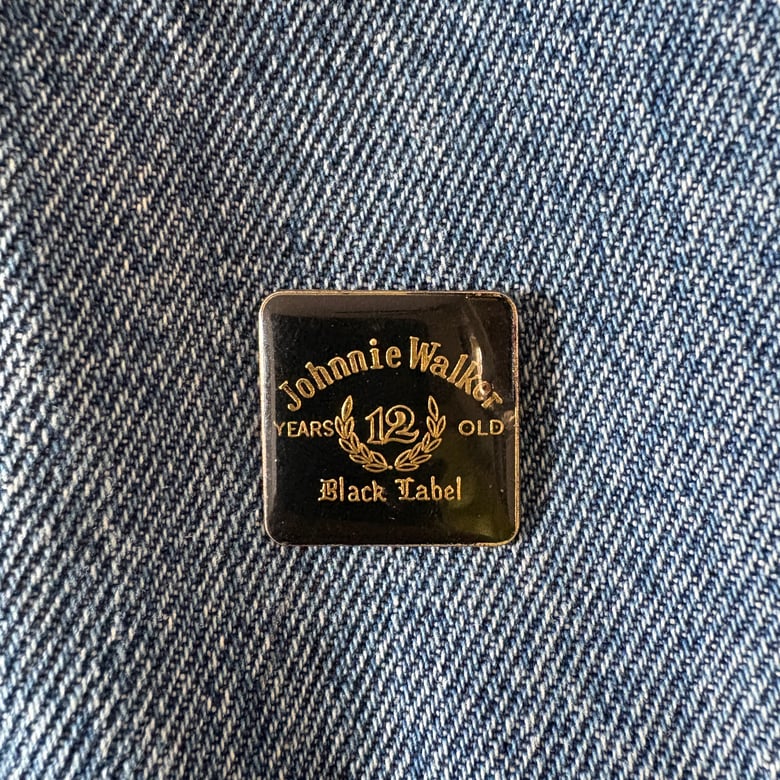 Johnnie Walker
YEARS 12 OLD
Black Label